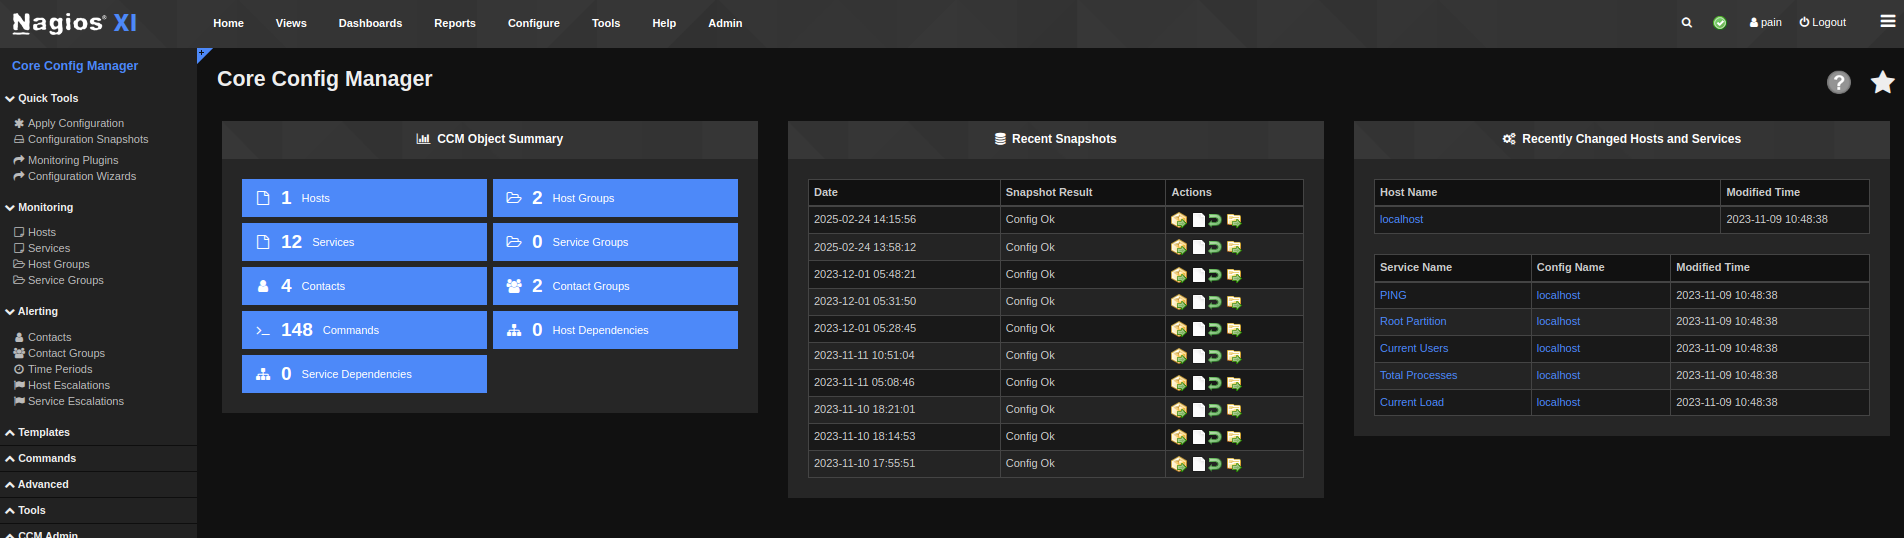 Nagios® XI
Home Views Dashboards Reports Configure Tools Help Admin
pain Logout
Core Config Manager
Quick Tools
Apply Configuration
Configuration Snapshots
Monitoring Plugins
Configuration Wizards
Monitoring
Hosts
Services
Host Groups
Service Groups
Alerting
Contacts
Contact Groups
Time Periods
Host Escalations
Service Escalations
Templates
Commands
Advanced
Tools
CCM Admin
Core Config Manager
CCM Object Summary
1 Hosts
2 Host Groups
12 Services
0 Service Groups
4 Contacts
2 Contact Groups
148 Commands
0 Host Dependencies
0 Service Dependencies
Recent Snapshots
Date Snapshot Result Actions
2025-02-24 14:15:56 Config Ok
2025-02-24 13:58:12 Config Ok
2023-12-01 05:48:21 Config Ok
2023-12-01 05:31:50 Config Ok
2023-12-01 05:28:45 Config Ok
2023-11-11 10:51:04 Config Ok
2023-11-11 05:08:46 Config Ok
2023-11-10 18:21:01 Config Ok
2023-11-10 18:14:53 Config Ok
2023-11-10 17:55:51 Config Ok
Recently Changed Hosts and Services
Host Name Modified Time
localhost 2023-11-09 10:48:38
Service Name Config Name Modified Time
PING localhost 2023-11-09 10:48:38
Root Partition localhost 2023-11-09 10:48:38
Current Users localhost 2023-11-09 10:48:38
Total Processes localhost 2023-11-09 10:48:38
Current Load localhost 2023-11-09 10:48:38